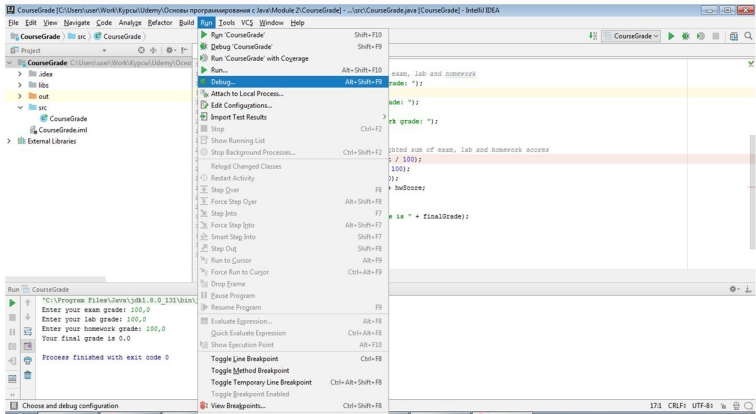 CourseGrade [C:\Users\user\Work\Курсы\Udemy\Основы программирования с Java\Module 2\CourseGrade] - ...\src\CourseGrade.java [CourseGrade] - IntelliJ IDEA
File Edit View Navigate Code Analyze Refactor Build Run Tools VCS Window Help
CourseGrade src CourseGrade
CourseGrade
Project
CourseGrade C:\Users\user\Work\Курсы\Udemy\Осно
.idea
libs
out
src
CourseGrade
CourseGrade.iml
External Libraries
Run 'CourseGrade' Shift+F10
Debug 'CourseGrade' Shift+F9
Run 'CourseGrade' with Coverage
Run... Alt+Shift+F10
Debug... Alt+Shift+F9
Attach to Local Process...
Edit Configurations...
Import Test Results
Stop Ctrl+F2
Show Running List
Stop Background Processes... Ctrl+Shift+F2
Reload Changed Classes
Restart Activity
Step Over F8
Force Step Over Alt+Shift+F8
Step Into F7
Force Step Into Alt+Shift+F7
Smart Step Into Shift+F7
Step Out Shift+F8
Run to Cursor Alt+F9
Force Run to Cursor Ctrl+Alt+F9
Drop Frame
Pause Program
Resume Program F9
Evaluate Expression... Alt+F8
Quick Evaluate Expression Ctrl+Alt+F8
Show Execution Point Alt+F10
Toggle Line Breakpoint Ctrl+F8
Toggle Method Breakpoint
Toggle Temporary Line Breakpoint Ctrl+Alt+Shift+F8
Toggle Breakpoint Enabled
View Breakpoints... Ctrl+Shift+F8
exam, lab and homework
rade: ");
ade: ");
rk grade: ");
ghted sum of exam, lab and homework scores
/ 100);
100);
);
+ hwScore;
e is " + finalGrade);
Run CourseGrade
"C:\Program Files\Java\jdk1.8.0_131\bin\
Enter your exam grade: 100,0
Enter your lab grade: 100,0
Enter your homework grade: 100,0
Your final grade is 0.0
Process finished with exit code 0
Choose and debug configuration
17:1 CRLF UTF-8